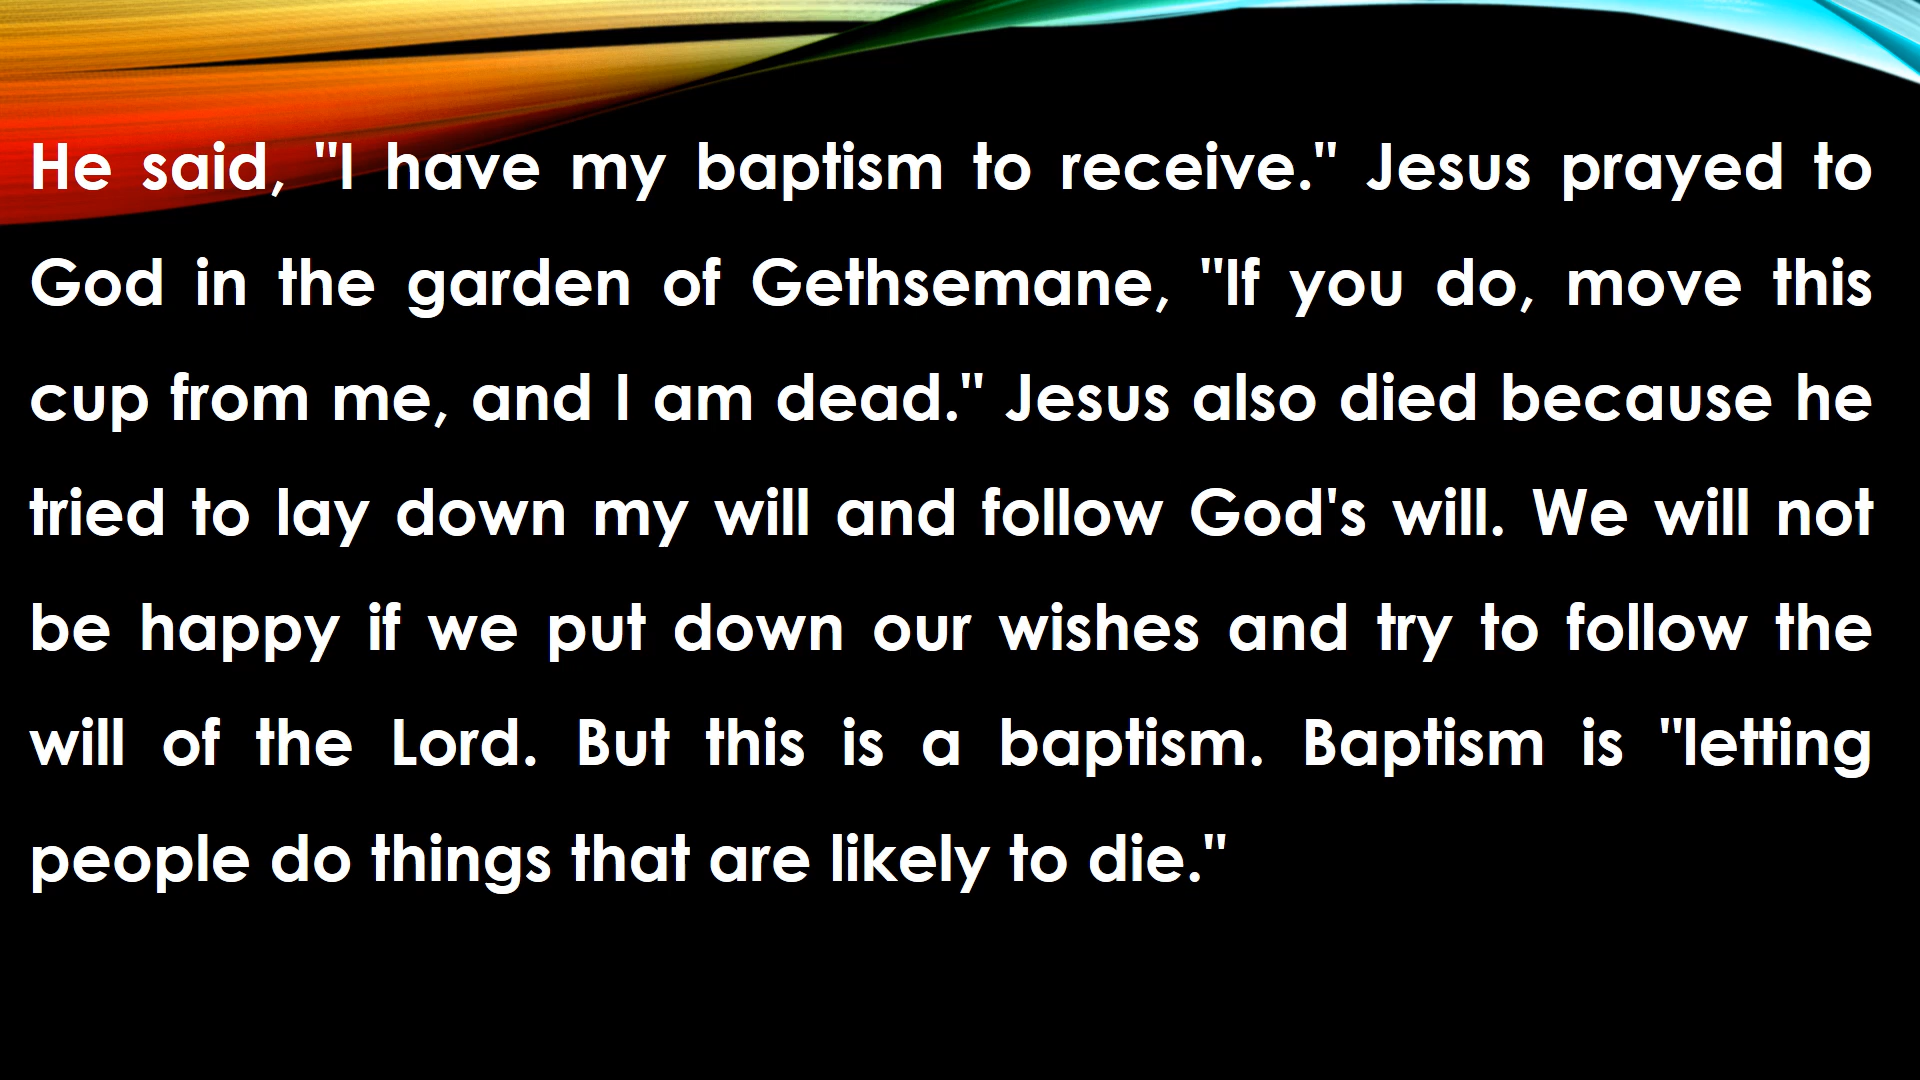 He said, "I have my baptism to receive." Jesus prayed to
God in the garden of Gethsemane, "If you do, move this
cup from me, and I am dead." Jesus also died because he
tried to lay down my will and follow God's will. We will not
be happy if we put down our wishes and try to follow the
will of the Lord. But this is a baptism. Baptism is "letting
people do things that are likely to die."